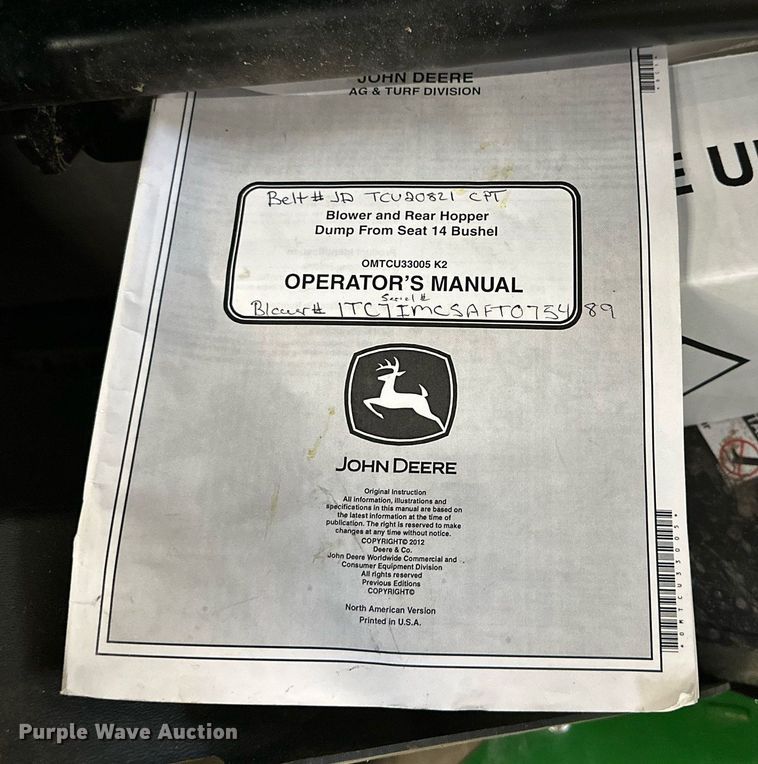 JOHN DEERE
AG & TURF DIVISION
E U
Belt # JD TCU20821 CPT
Blower and Rear Hopper
Dump From Seat 14 Bushel
OMTCU33005 K2
OPERATOR'S MANUAL
Serial #
Blower# 1TC7IMCSAFT075489
JOHN DEERE
Original Instruction
All information, illustrations and
specifications in this manual are based on
the latest information at the time of
publication. The right is reserved to make
changes at any time without notice.
COPYRIGHT© 2012
Deere & Co.
John Deere Worldwide Commercial and
Consumer Equipment Division
All rights reserved
Previous Editions
COPYRIGHT©
North American Version
Printed in U.S.A.
*OMTCU33005*
Purple Wave Auction